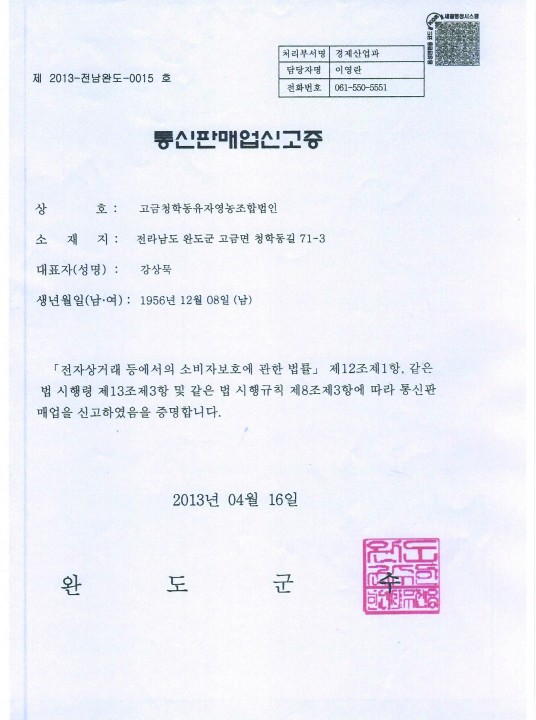 새올행정시스템
처리부서명 경제산업과
담당자명 이영란
전화번호 061-550-5551
제 2013-전남완도-0015 호
통신판매업신고증
상 호 : 고금청학동유자영농조합법인
소 재 지 : 전라남도 완도군 고금면 청학동길 71-3
대표자(성명) : 강상묵
생년월일(남·여) : 1956년 12월 08일 (남)
「전자상거래 등에서의 소비자보호에 관한 법률」 제12조제1항, 같은
법 시행령 제13조제3항 및 같은 법 시행규칙 제8조제3항에 따라 통신판
매업을 신고하였음을 증명합니다.
2013년 04월 16일
완 도 군 수